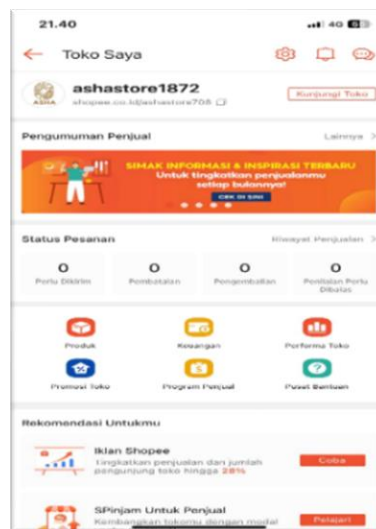 21.40
4G
Toko Saya
ashastore1872
shopee.co.id/ashastore708
Kunjungi Toko
ASHA
Pengumuman Penjual
Lainnya
SIMAK INFORMASI & INSPIRASI TERBARU
Untuk tingkatkan penjualanmu
setiap bulannya!
CEK DI SINI
Status Pesanan
Riwayat Penjualan
0 0 0 0
Perlu Dikirim Pembatalan Pengembalian Penilaian Perlu
Dibalas
Produk Keuangan Performa Toko
Promosi Toko Program Penjual Pusat Bantuan
Rekomendasi Untukmu
Iklan Shopee
Tingkatkan penjualan dan jumlah
pengunjung toko hingga 28%
Coba
SPinjam Untuk Penjual
Kembangkan tokomu dengan modal
Pelajari